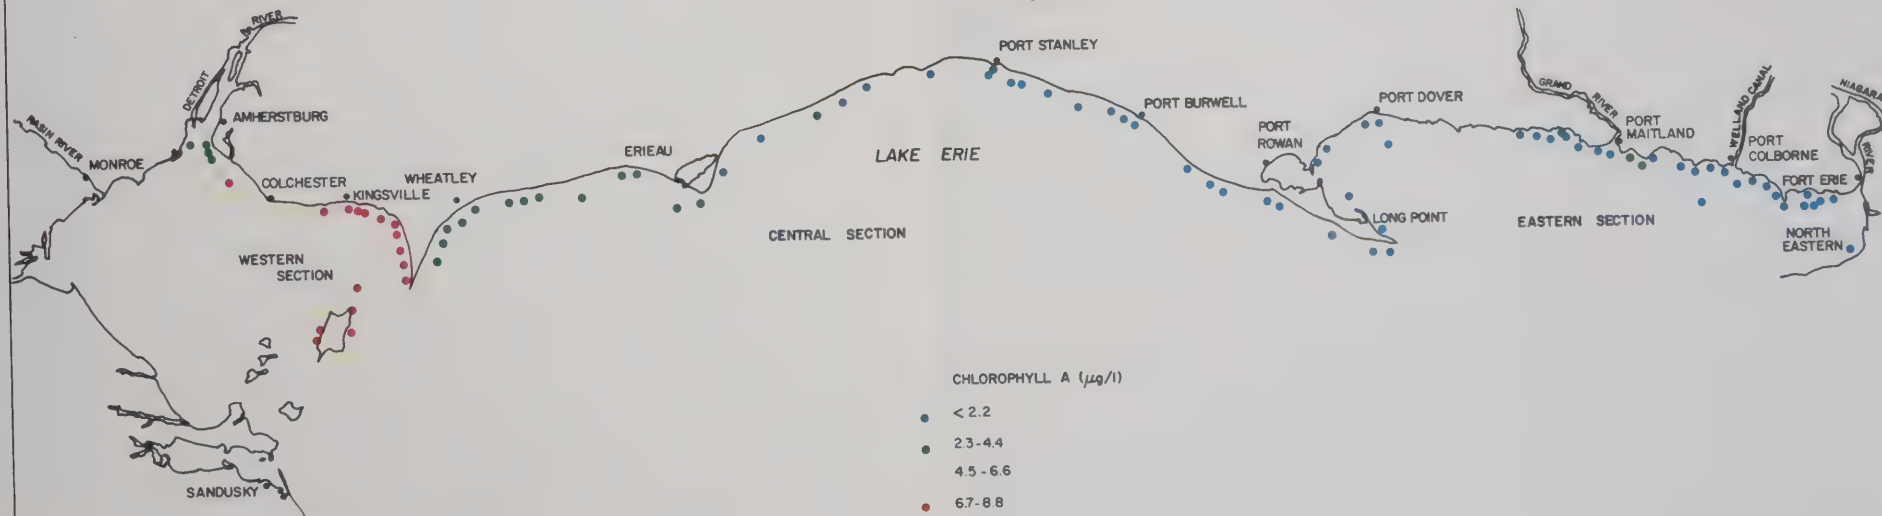 RIVER
DETROIT
RASIN RIVER
MONROE
AMHERSTBURG
COLCHESTER
KINGSVILLE
WHEATLEY
WESTERN
SECTION
SANDUSKY
ERIEAU
PORT STANLEY
LAKE ERIE
CENTRAL SECTION
PORT BURWELL
PORT
ROWAN
PORT DOVER
LONG POINT
GRAND
RIVER
PORT
MAITLAND
EASTERN SECTION
WELLAND CANAL
PORT
COLBORNE
NIAGARA
RIVER
FORT ERIE
NORTH
EASTERN
CHLOROPHYLL A (μg/l)
< 2.2
2.3-4.4
4.5-6.6
6.7-8.8